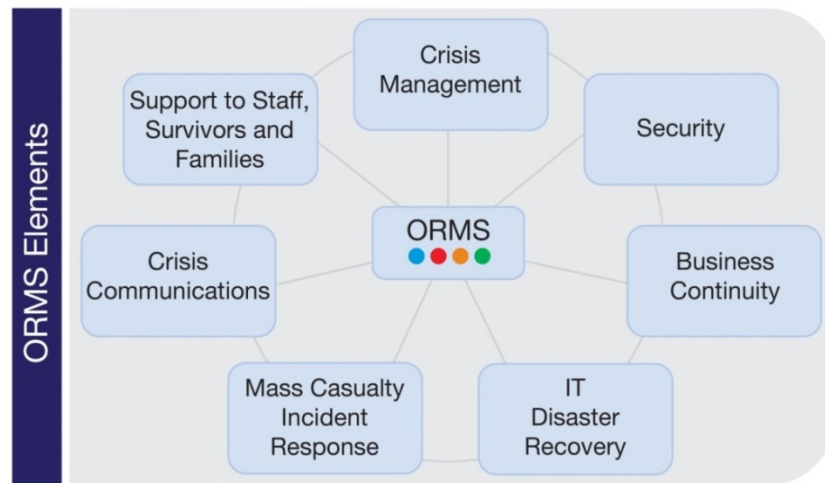 ORMS Elements
Crisis
Management
Security
Business
Continuity
IT
Disaster
Recovery
Mass Casualty
Incident
Response
Crisis
Communications
Support to Staff,
Survivors and
Families
ORMS